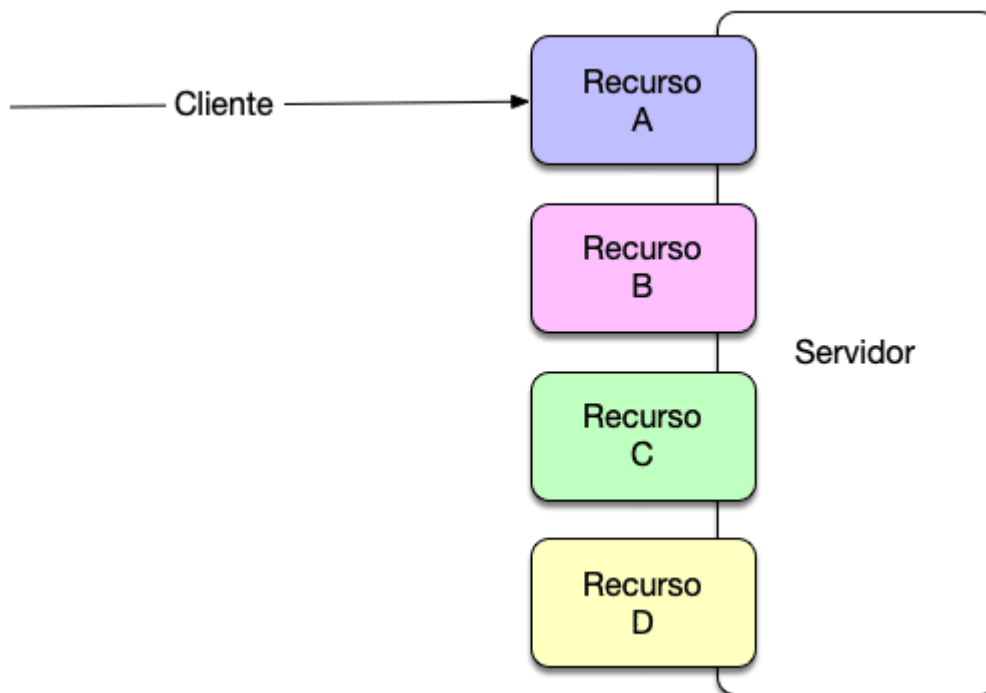 Cliente
Recurso
A
Recurso
B
Servidor
Recurso
C
Recurso
D